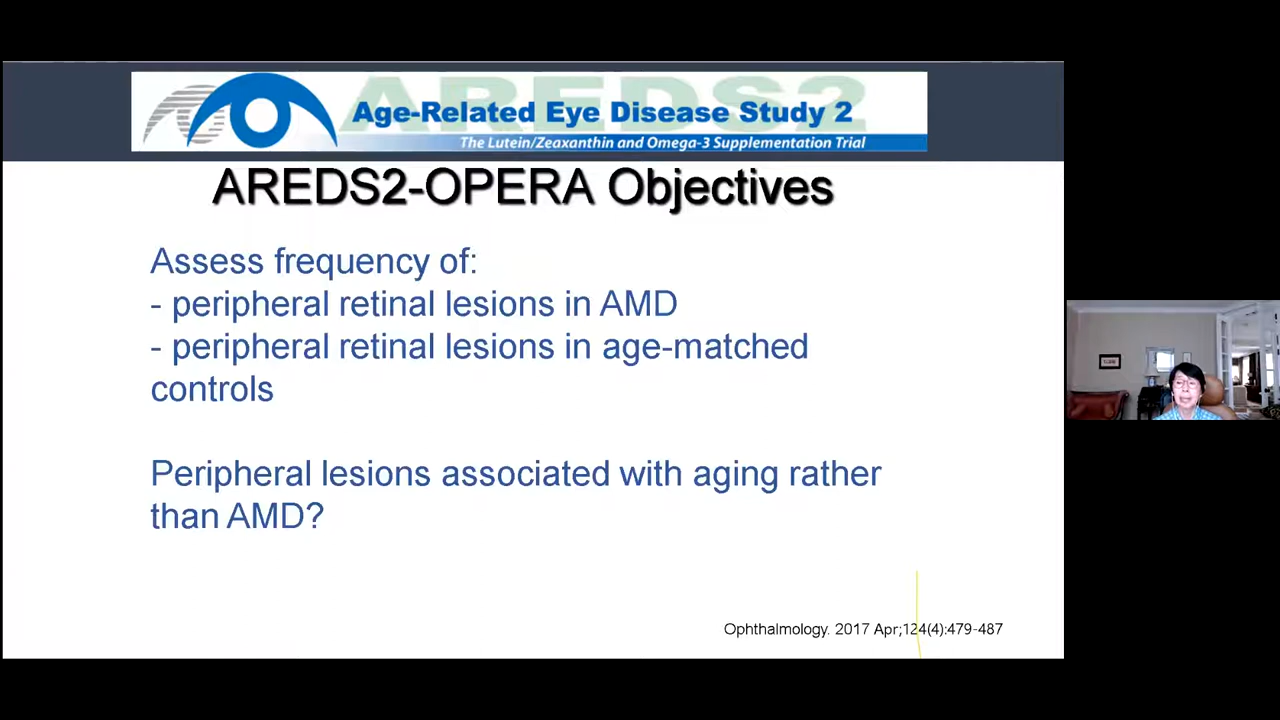 AREDS2
Age-Related Eye Disease Study 2
The Lutein/Zeaxanthin and Omega-3 Supplementation Trial
AREDS2-OPERA Objectives
Assess frequency of:
- peripheral retinal lesions in AMD
- peripheral retinal lesions in age-matched
controls
Peripheral lesions associated with aging rather
than AMD?
Ophthalmology. 2017 Apr;124(4):479-487